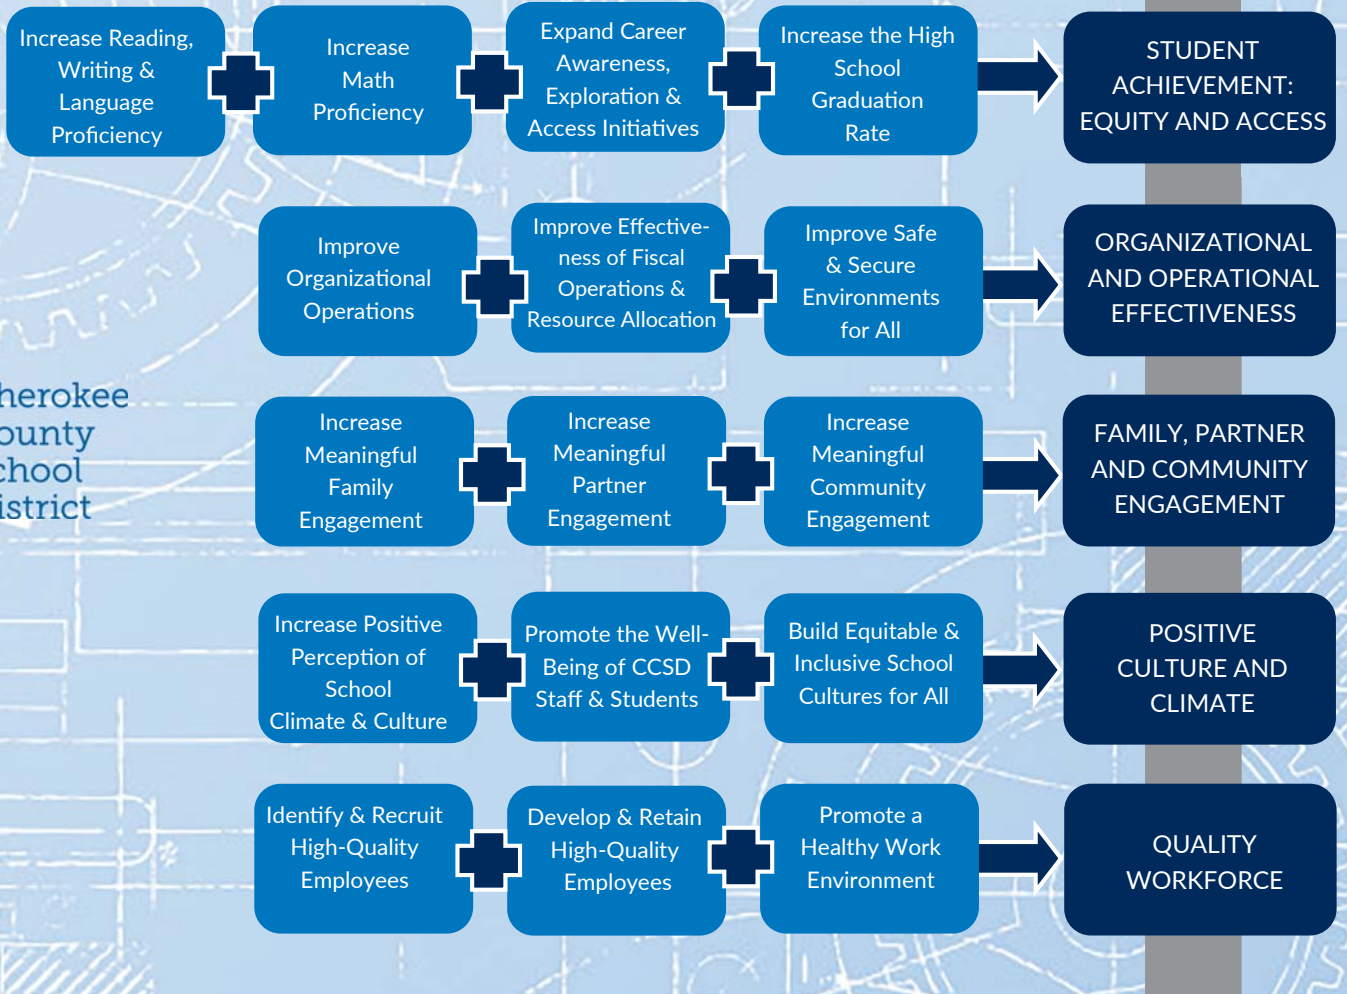 Increase Reading,
Writing &
Language
Proficiency
Increase
Math
Proficiency
Expand Career
Awareness,
Exploration &
Access Initiatives
Increase the High
School
Graduation
Rate
STUDENT
ACHIEVEMENT:
EQUITY AND ACCESS
Improve
Organizational
Operations
Improve Effective-
ness of Fiscal
Operations &
Resource Allocation
Improve Safe
& Secure
Environments
for All
ORGANIZATIONAL
AND OPERATIONAL
EFFECTIVENESS
herokee
ounty
chool
istrict
Increase
Meaningful
Family
Engagement
Increase
Meaningful
Partner
Engagement
Increase
Meaningful
Community
Engagement
FAMILY, PARTNER
AND COMMUNITY
ENGAGEMENT
Increase Positive
Perception of
School
Climate & Culture
Promote the Well-
Being of CCSD
Staff & Students
Build Equitable &
Inclusive School
Cultures for All
POSITIVE
CULTURE AND
CLIMATE
Identify & Recruit
High-Quality
Employees
Develop & Retain
High-Quality
Employees
Promote a
Healthy Work
Environment
QUALITY
WORKFORCE